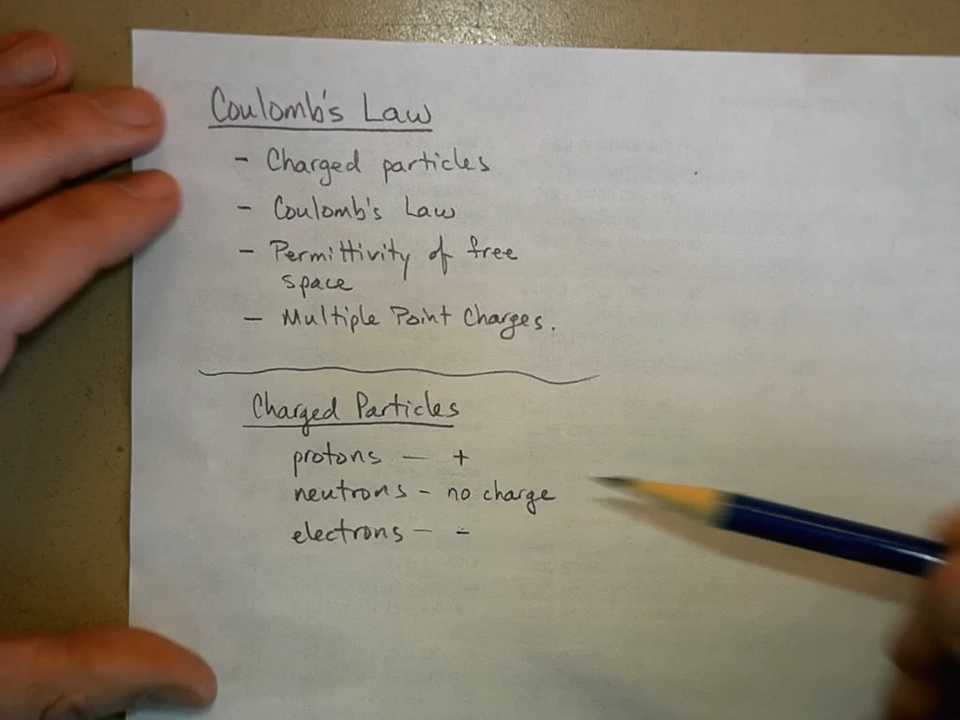 Coulomb's Law
- Charged particles
- Coulomb's Law
- Permittivity of free
space
- Multiple Point Charges.
Charged Particles
protons - +
neutrons - no charge
electrons - -